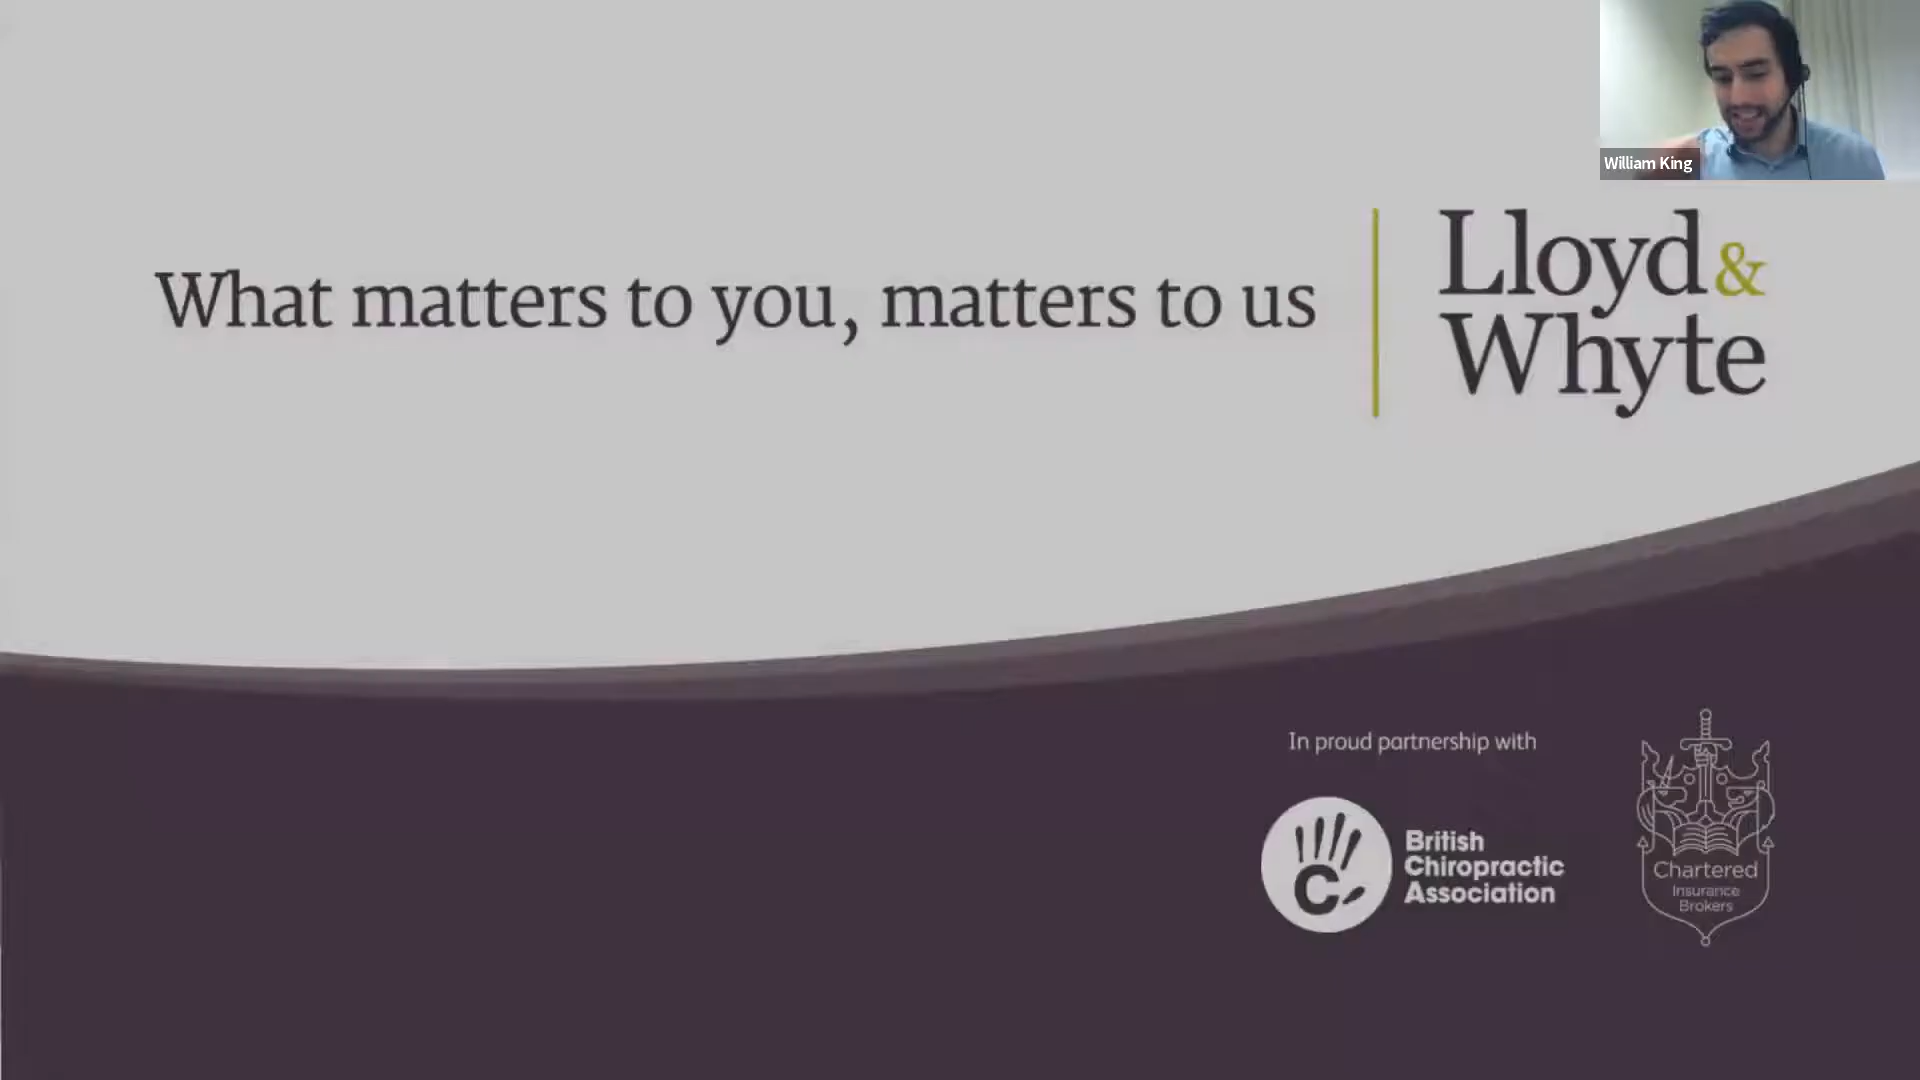 William King
What matters to you, matters to us
Lloyd &
Whyte
In proud partnership with
British
Chiropractic
Association
Chartered
Insurance
Brokers